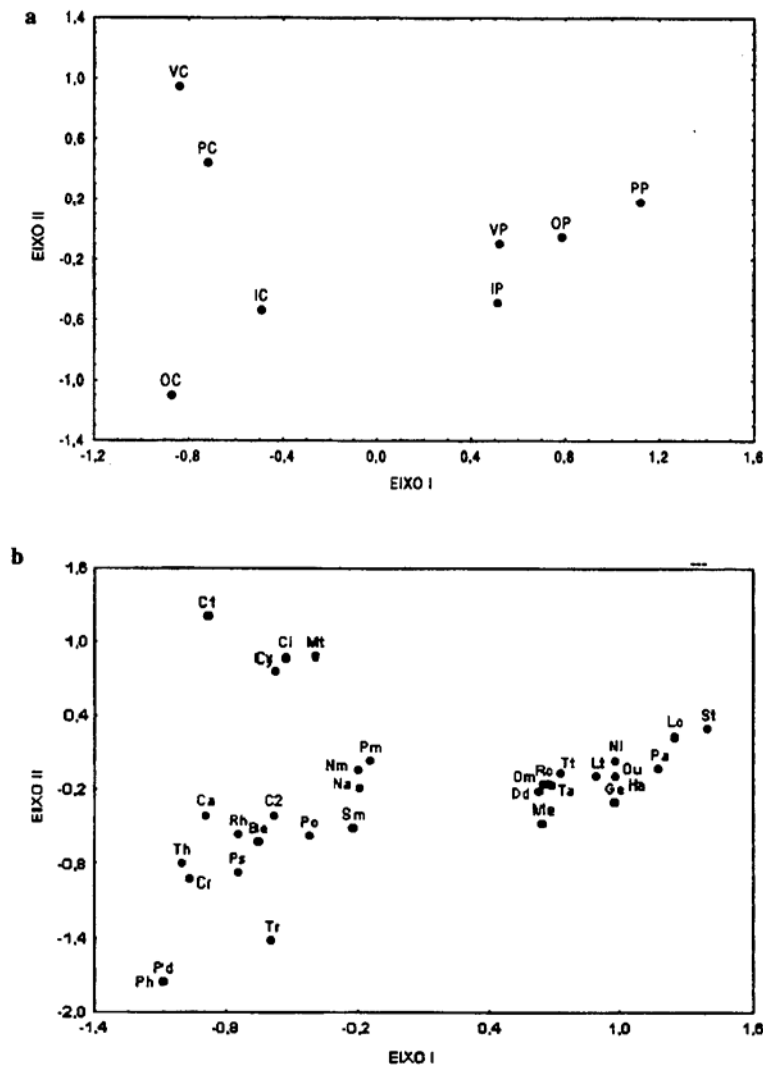 a
1,4
1,0
0,6
0,2
-0,2
-0,6
-1,0
-1,4
EIXO II
VC
PC
PP
VP OP
IC IP
OC
-1,2 -0,8 -0,4 0,0 0,4 0,8 1,2 1,6
EIXO I
b
1,6
1,0
0,4
-0,2
-0,8
-1,4
-2,0
EIXO II
C1
Cy Ci Mt
Lo St
Pm Nm Na
Ni Pa
Om Ro Tt Lt Ou
Dd Ta Ge Ha
Me
Ca C2
Rh Be Po Sm
Th Ps
Cr
Tr
Ph Pd
-1,4 -0,8 -0,2 0,4 1,0 1,6
EIXO I